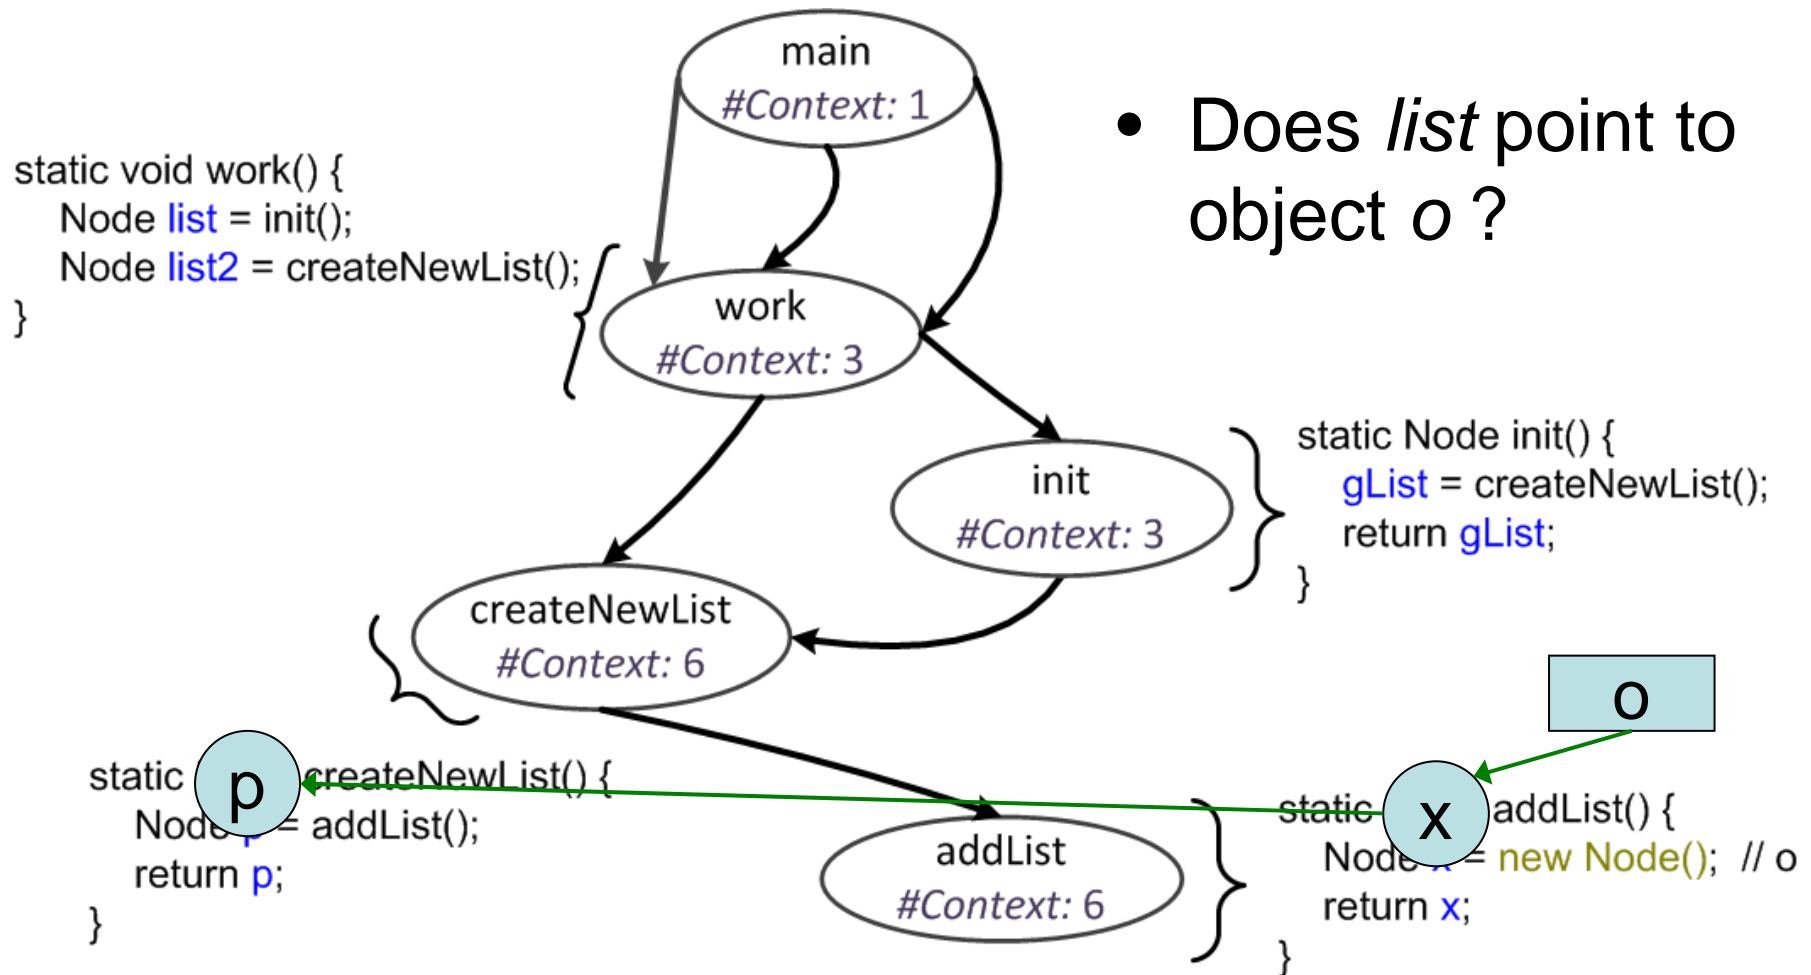 main
#Context: 1
• Does list point to
object o ?
static void work() {
Node list = init();
Node list2 = createNewList();
}
work
#Context: 3
static Node init() {
gList = createNewList();
return gList;
}
init
#Context: 3
createNewList
#Context: 6
o
static createNewList() {
p
Node = addList();
return p;
}
addList
#Context: 6
static addList() {
x
Node = new Node(); // o
return x;
}